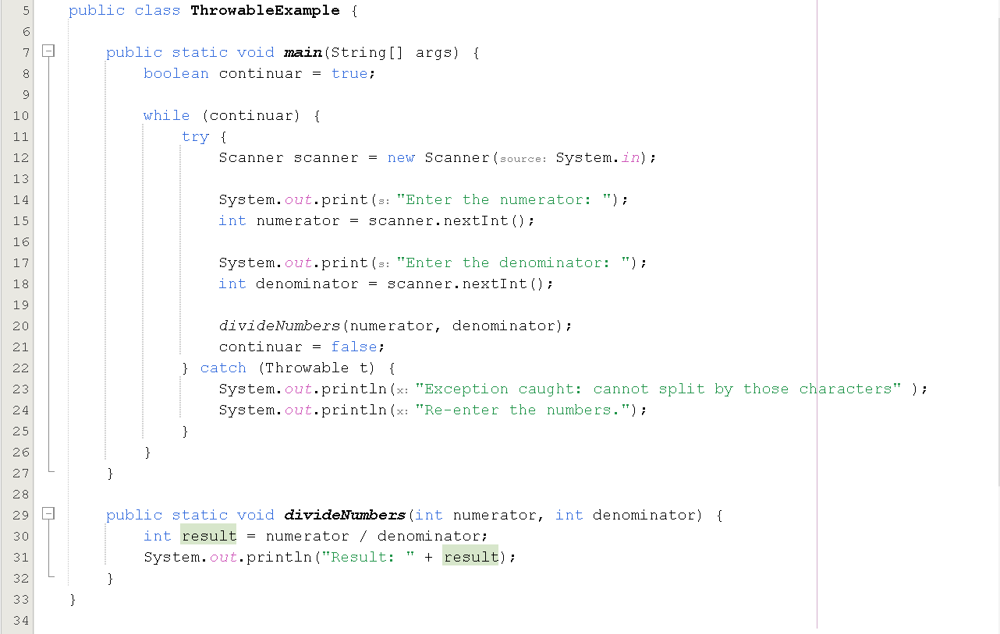 5 public class ThrowableExample {
6
7 public static void main(String[] args) {
8 boolean continuar = true;
9
10 while (continuar) {
11 try {
12 Scanner scanner = new Scanner(source: System.in);
13
14 System.out.print(s: "Enter the numerator: ");
15 int numerator = scanner.nextInt();
16
17 System.out.print(s: "Enter the denominator: ");
18 int denominator = scanner.nextInt();
19
20 divideNumbers(numerator, denominator);
21 continuar = false;
22 } catch (Throwable t) {
23 System.out.println(x: "Exception caught: cannot split by those characters" );
24 System.out.println(x: "Re-enter the numbers.");
25 }
26 }
27 }
28
29 public static void divideNumbers(int numerator, int denominator) {
30 int result = numerator / denominator;
31 System.out.println("Result: " + result);
32 }
33 }
34